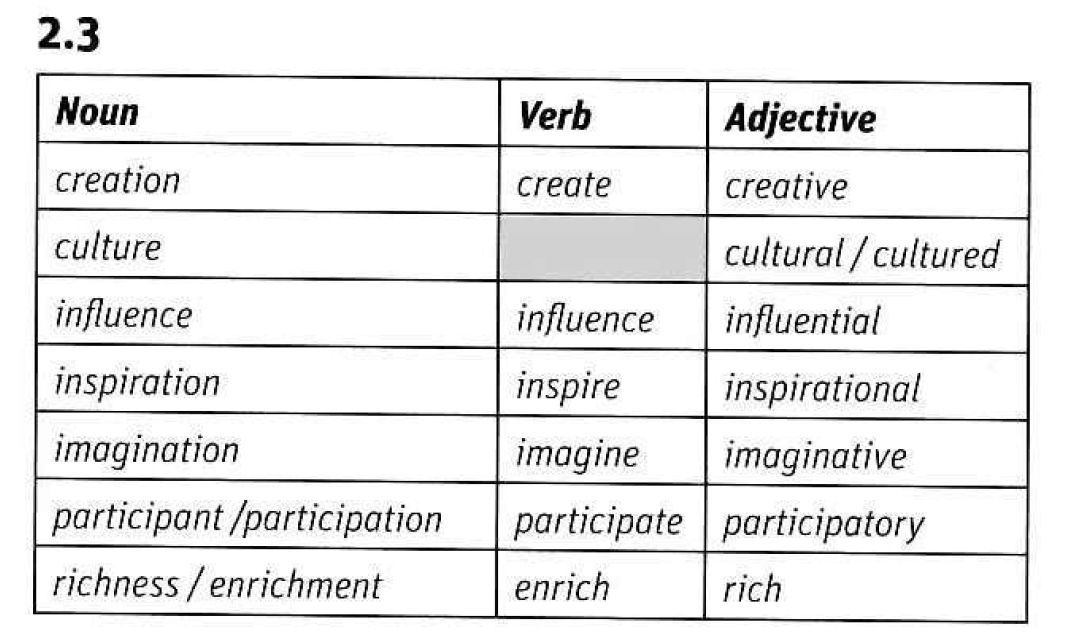 2.3
Noun Verb Adjective
creation create creative
culture cultural / cultured
influence influence influential
inspiration inspire inspirational
imagination imagine imaginative
participant /participation participate participatory
richness / enrichment enrich rich